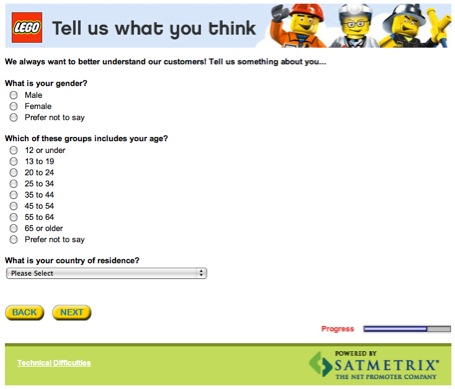 LEGO Tell us what you think
We always want to better understand our customers! Tell us something about you...
What is your gender?
Male
Female
Prefer not to say
Which of these groups includes your age?
12 or under
13 to 19
20 to 24
25 to 34
35 to 44
45 to 54
55 to 64
65 or older
Prefer not to say
What is your country of residence?
Please Select
BACK NEXT
Progress
Technical Difficulties
POWERED BY
SATMETRIX
THE NET PROMOTER COMPANY